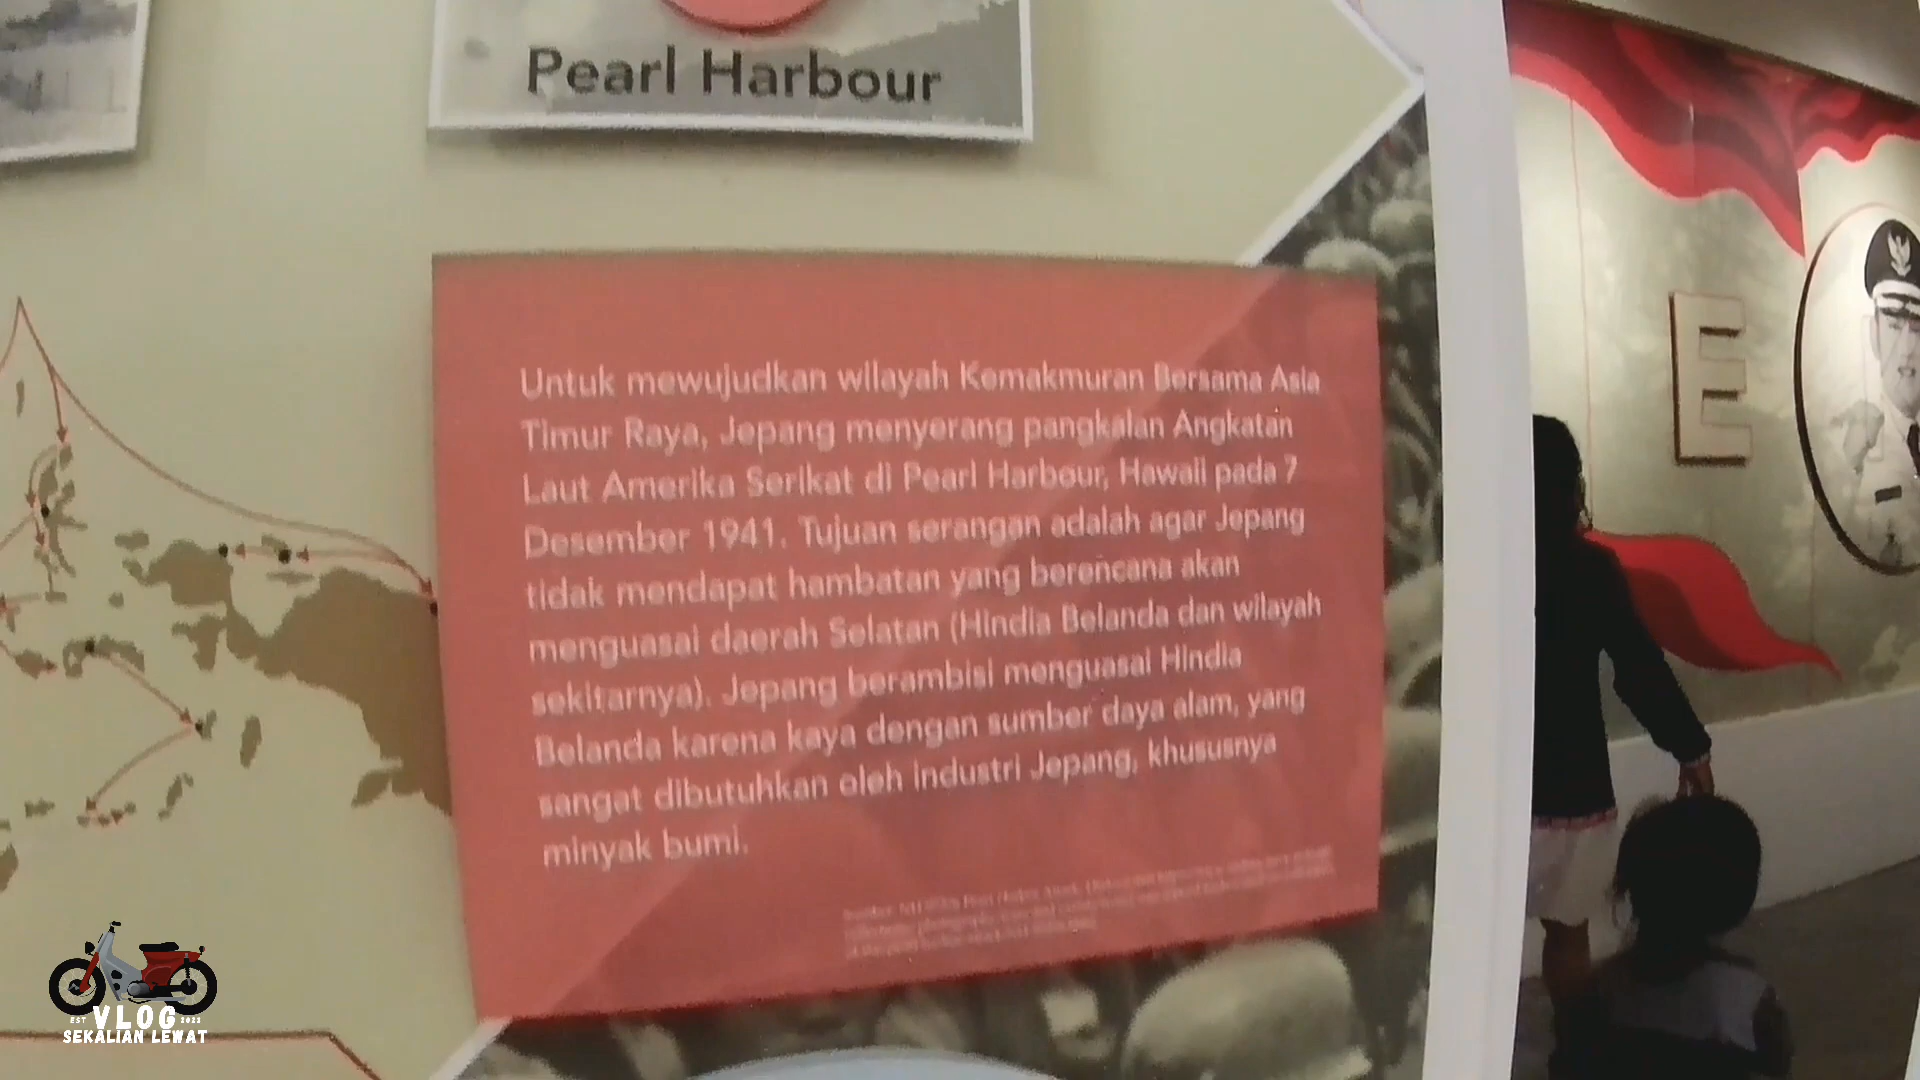 Pearl Harbour
Untuk mewujudkan wilayah Kemakmuran Bersama Asia
Timur Raya, Jepang menyerang pangkalan Angkatan
Laut Amerika Serikat di Pearl Harbour, Hawaii pada 7
Desember 1941. Tujuan serangan adalah agar Jepang
tidak mendapat hambatan yang berencana akan
menguasai daerah Selatan (Hindia Belanda dan wilayah
sekitarnya). Jepang berambisi menguasai Hindia
Belanda karena kaya dengan sumber daya alam, yang
sangat dibutuhkan oleh industri Jepang, khususnya
minyak bumi.
E
EST VLOG 2022
SEKALIAN LEWAT